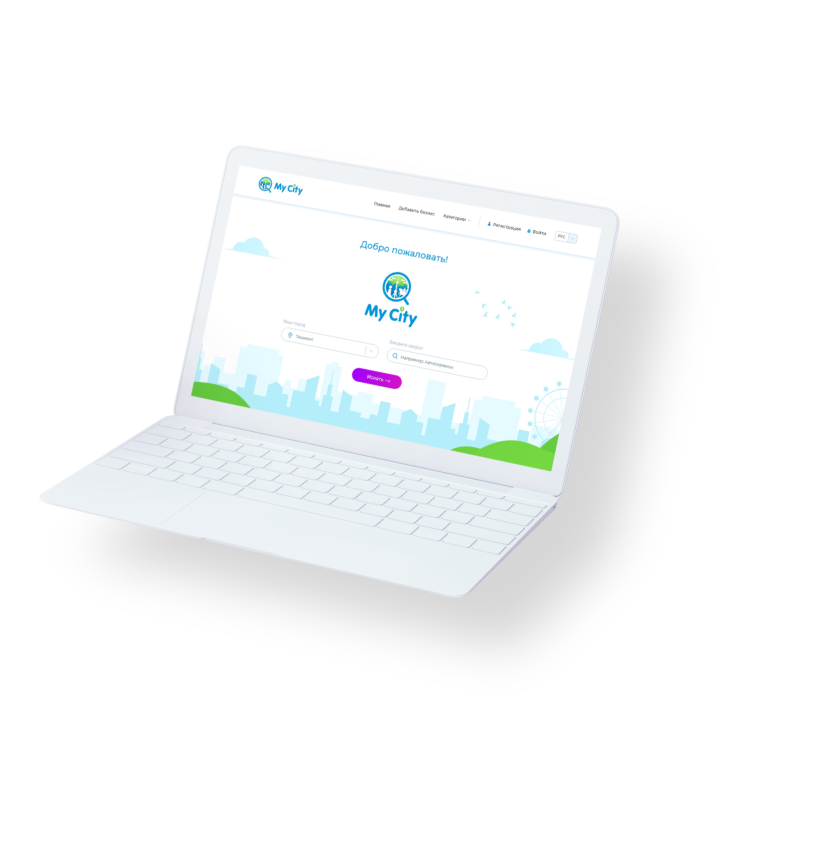 My City
Главная Добавить бизнес Категории Регистрация Войти РУС
Добро пожаловать!
My City
Ваш город
Ташкент
Введите запрос
Например: Автосервисы
Искать